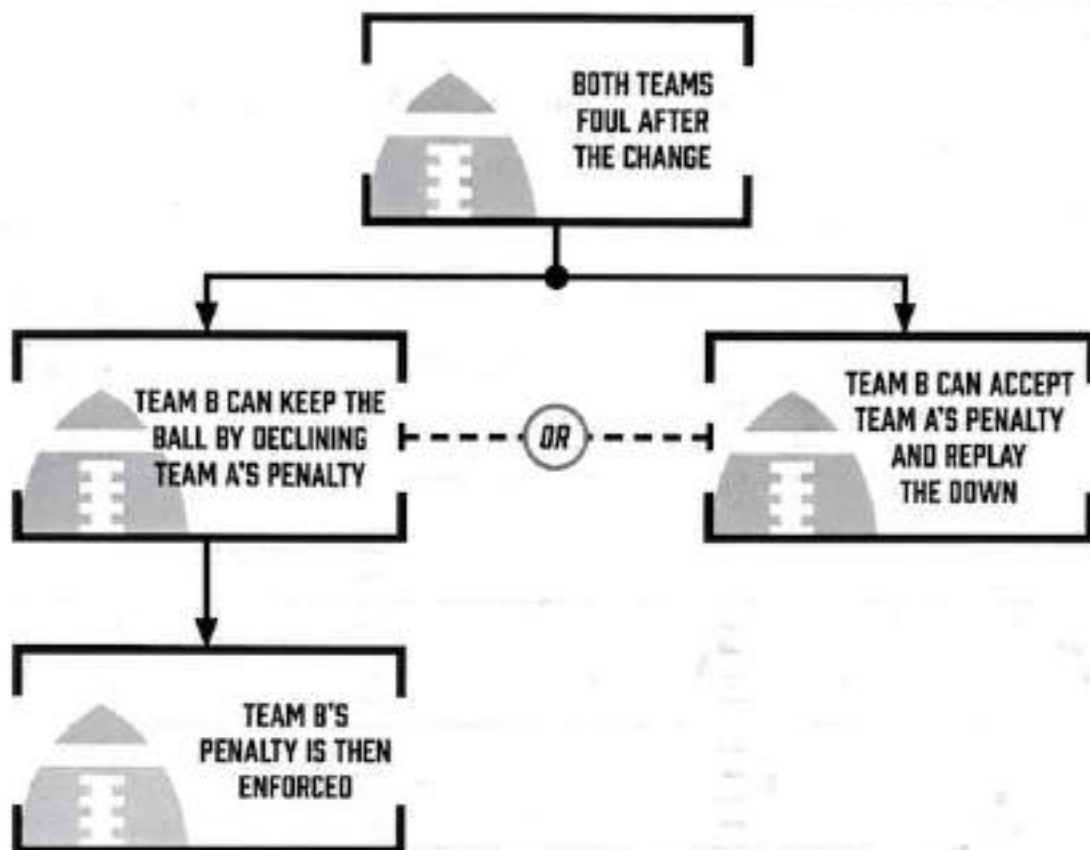 BOTH TEAMS
FOUL AFTER
THE CHANGE
TEAM B CAN KEEP THE
BALL BY DECLINING
TEAM A'S PENALTY
OR
TEAM B CAN ACCEPT
TEAM A'S PENALTY
AND REPLAY
THE DOWN
TEAM B'S
PENALTY IS THEN
ENFORCED